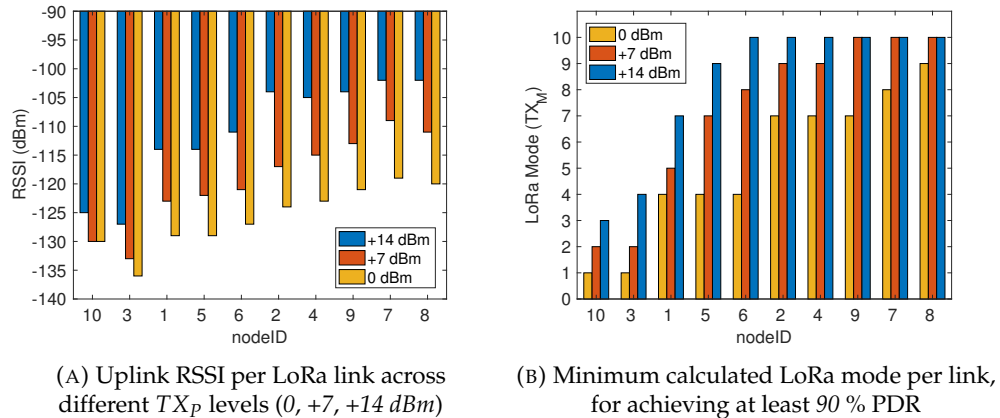 -90
-95
-100
-105
-110
-115
-120
-125
-130
-135
-140
RSSI (dBm)
+14 dBm
+7 dBm
0 dBm
10 3 1 5 6 2 4 9 7 8
nodeID
10
9
8
7
6
5
4
3
2
1
0
LoRa Mode (TX_M)
0 dBm
+7 dBm
+14 dBm
10 3 1 5 6 2 4 9 7 8
nodeID
(A) Uplink RSSI per LoRa link across
different TX_P levels (0, +7, +14 dBm)
(B) Minimum calculated LoRa mode per link,
for achieving at least 90 % PDR